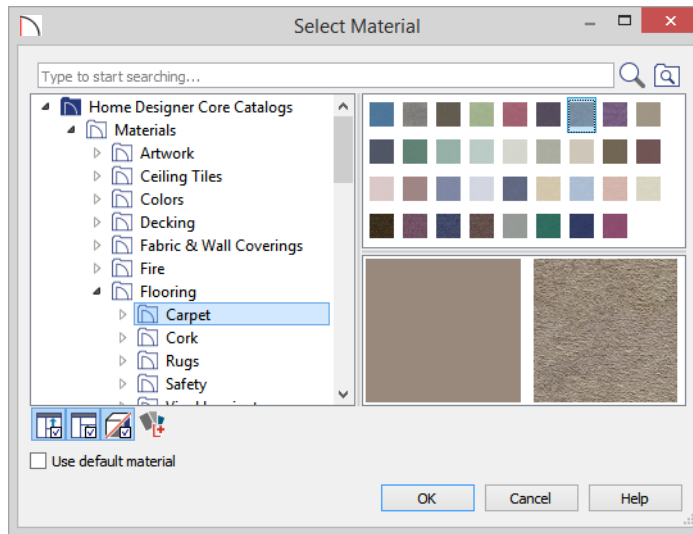 Select Material
Type to start searching...
Home Designer Core Catalogs
Materials
Artwork
Ceiling Tiles
Colors
Decking
Fabric & Wall Coverings
Fire
Flooring
Carpet
Cork
Rugs
Safety
Use default material
OK Cancel Help